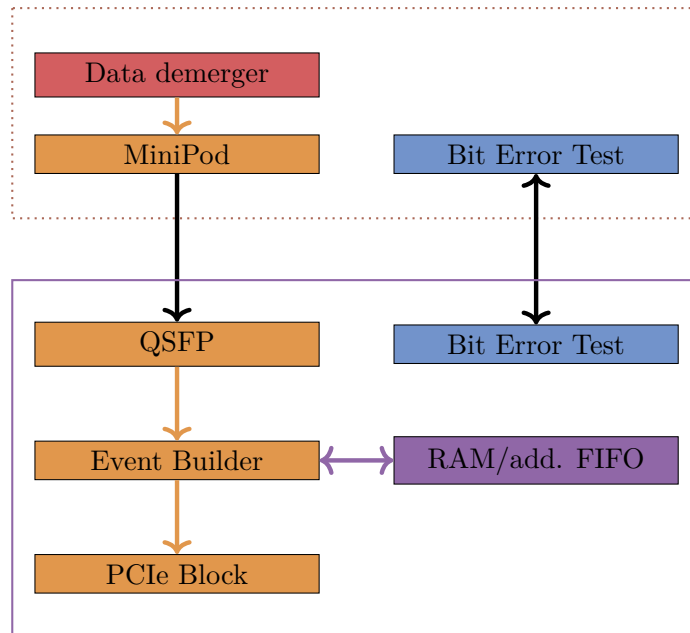 Data demerger
MiniPod
Bit Error Test
QSFP
Bit Error Test
Event Builder
RAM/add. FIFO
PCIe Block